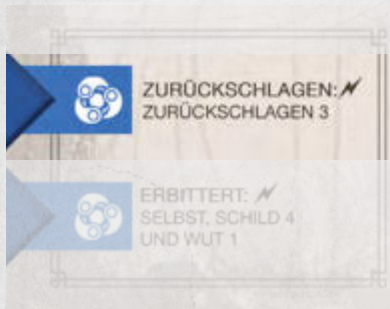 ZURÜCKSCHLAGEN:
ZURÜCKSCHLAGEN 3
ERBITTERT:
SELBST, SCHILD 4
UND WUT 1